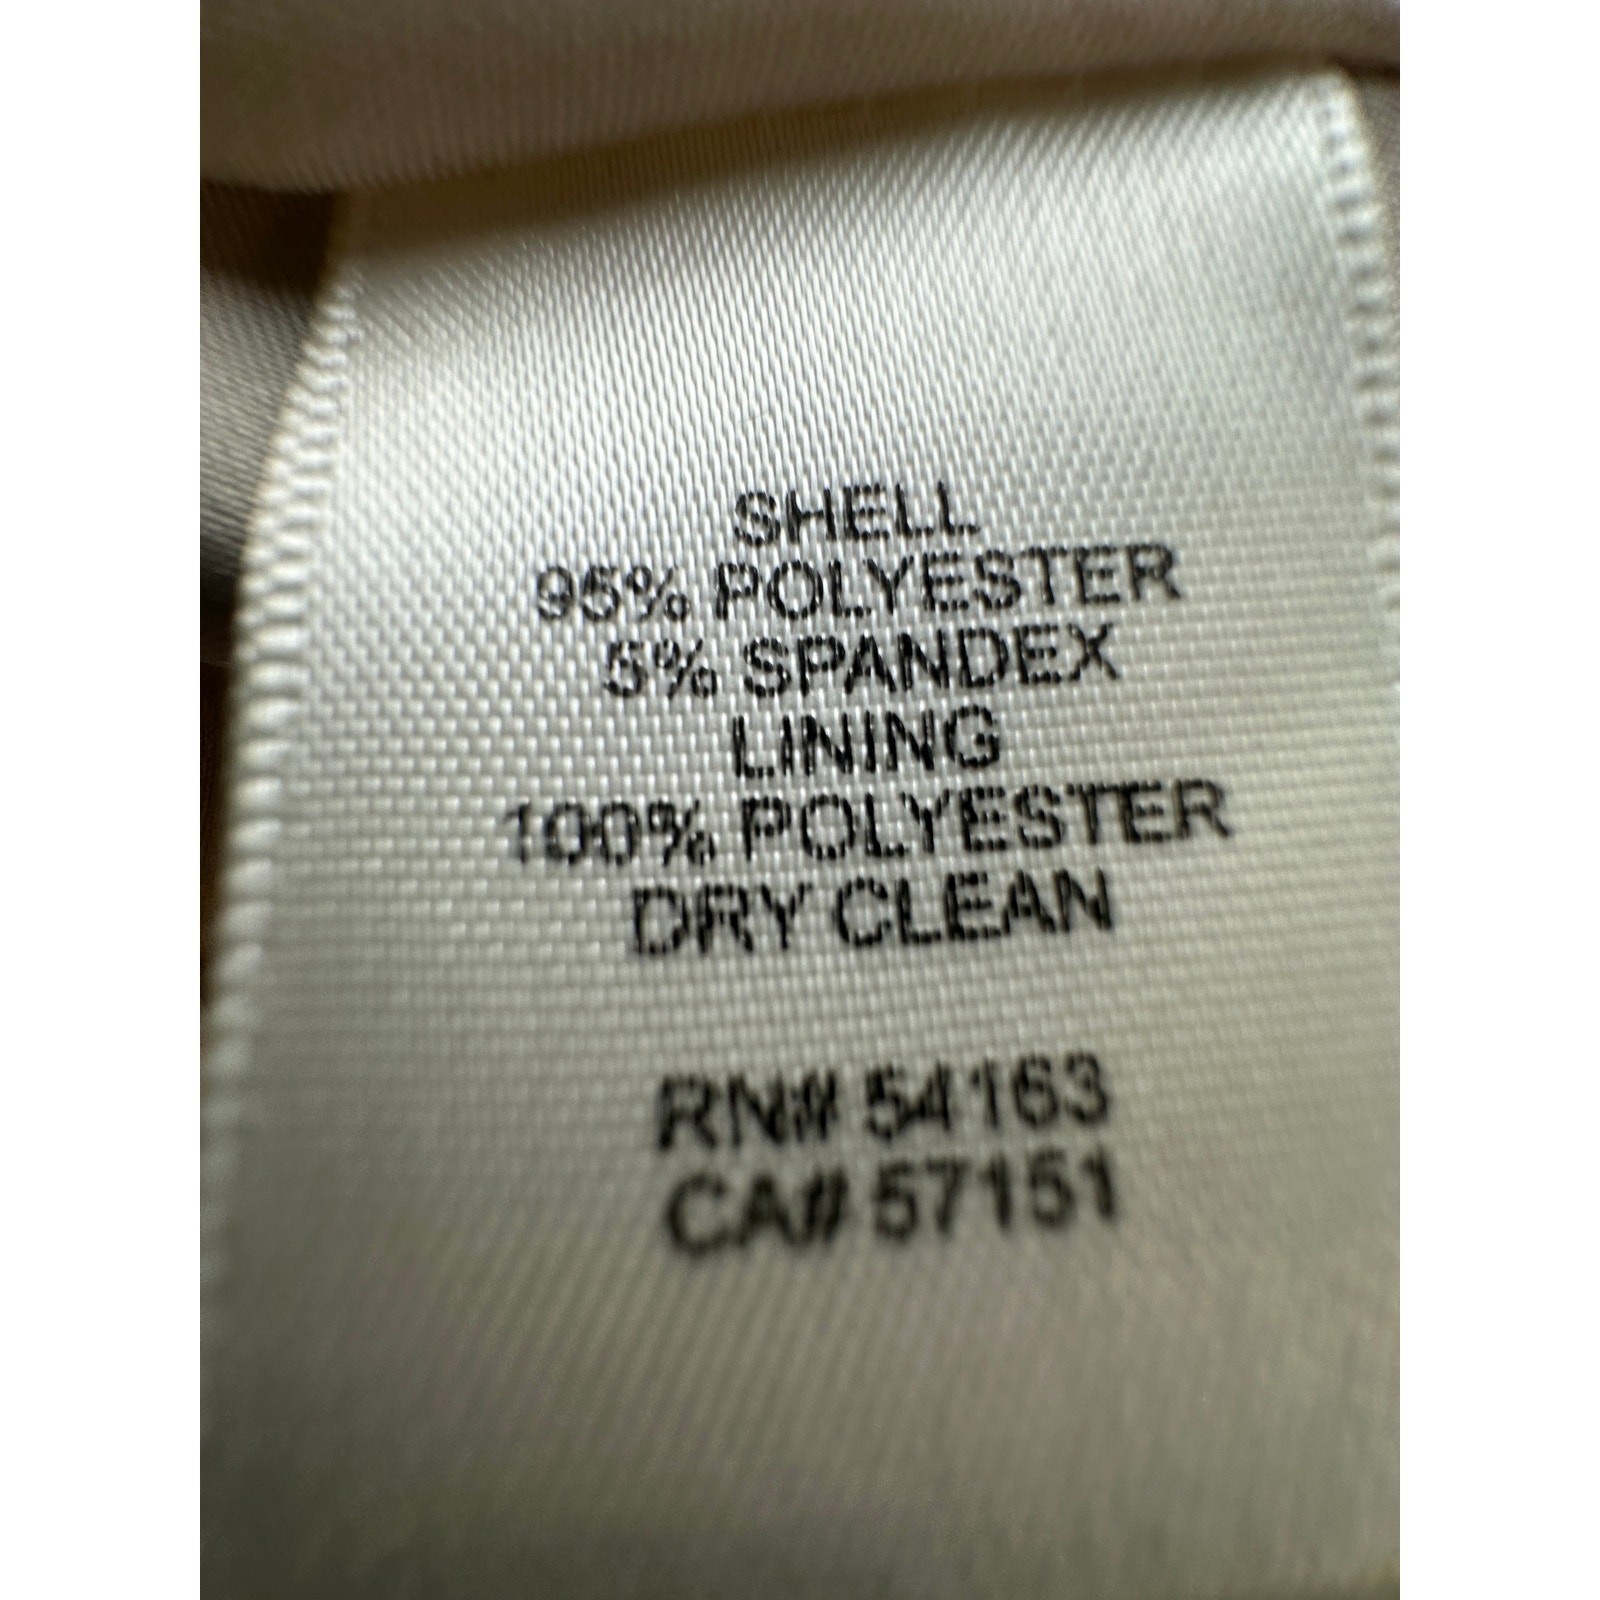 SHELL
95% POLYESTER
5% SPANDEX
LINING
100% POLYESTER
DRY CLEAN
RN# 54163
CA# 57151